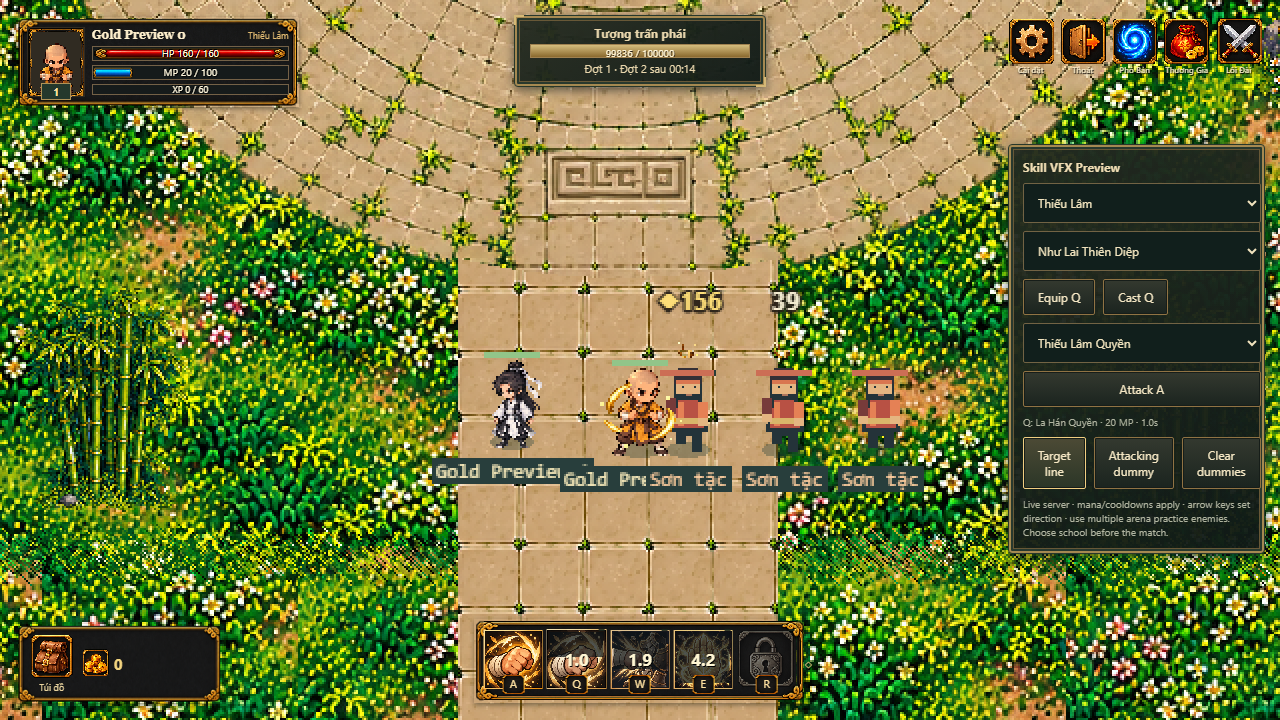 Gold Preview o
Thiếu Lâm
HP 160 / 160
MP 20 / 100
XP 0 / 60
1
Tượng trấn phái
99836 / 100000
Đợt 1 · Đợt 2 sau 00:14
Cài đặt
Thoát
Phó Bản
Thương Gia
Lôi Đài
Skill VFX Preview
Thiếu Lâm
Như Lai Thiên Diệp
Equip Q
Cast Q
Thiếu Lâm Quyền
Attack A
Q: La Hán Quyền · 20 MP · 1.0s
Target line
Attacking dummy
Clear dummies
Live server · mana/cooldowns apply · arrow keys set
direction · use multiple arena practice enemies.
Choose school before the match.
156
39
Gold Preview
Gold Pre
Sơn tặc
Sơn tặc
Sơn tặc
0
Túi đồ
1.0
1.9
4.2
A
Q
W
E
R